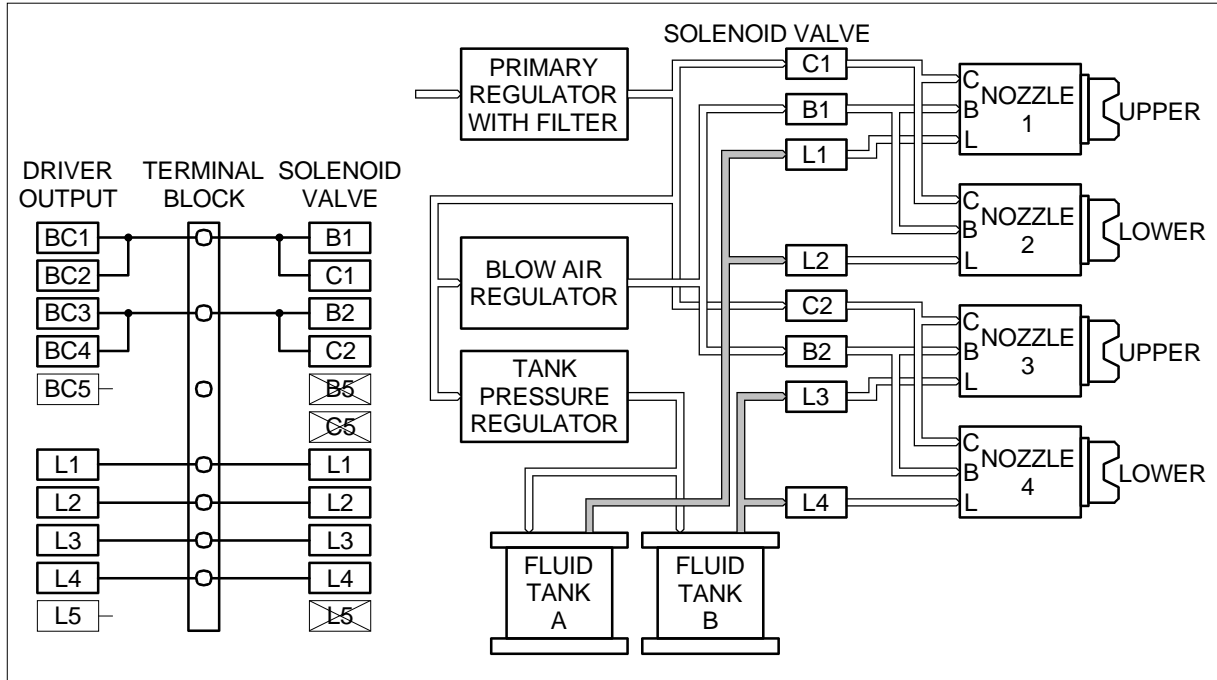 DRIVER
OUTPUT
TERMINAL
BLOCK
SOLENOID
VALVE
BC1
B1
BC2
C1
BC3
B2
BC4
C2
BC5
B5
C5
L1
L1
L2
L2
L3
L3
L4
L4
L5
L5
PRIMARY
REGULATOR
WITH FILTER
BLOW AIR
REGULATOR
TANK
PRESSURE
REGULATOR
FLUID
TANK
A
FLUID
TANK
B
SOLENOID VALVE
C1
B1
L1
L2
C2
B2
L3
L4
C
B
L
NOZZLE
1
UPPER
C
B
L
NOZZLE
2
LOWER
C
B
L
NOZZLE
3
UPPER
C
B
L
NOZZLE
4
LOWER